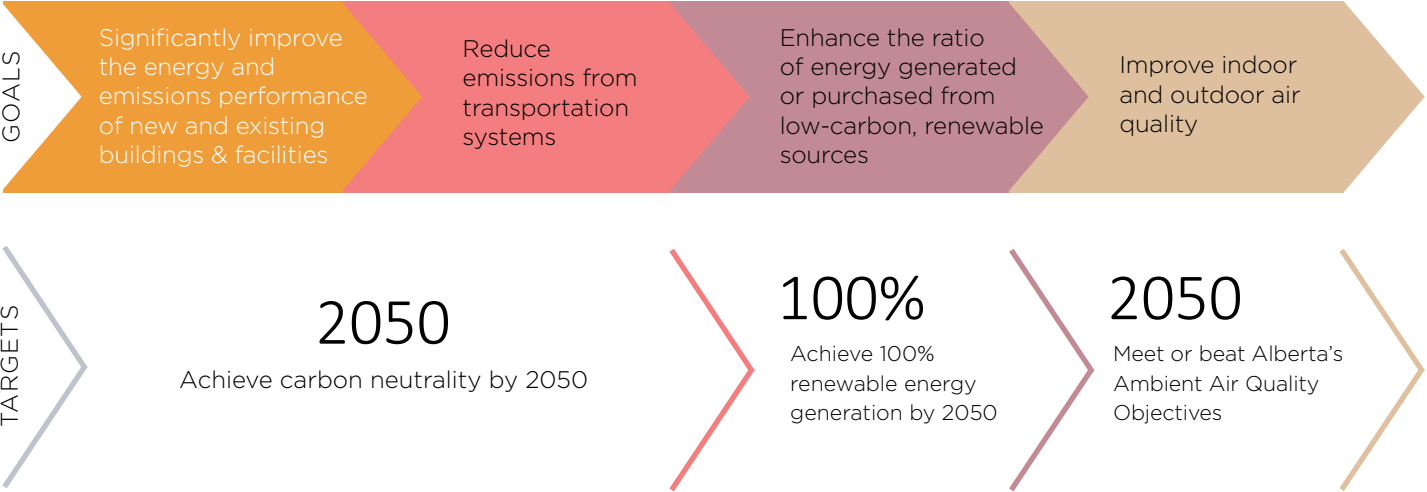 GOALS
Significantly improve
the energy and
emissions performance
of new and existing
buildings & facilities
Reduce
emissions from
transportation
systems
Enhance the ratio
of energy generated
or purchased from
low-carbon, renewable
sources
Improve indoor
and outdoor air
quality
TARGETS
2050
Achieve carbon neutrality by 2050
100%
Achieve 100%
renewable energy
generation by 2050
2050
Meet or beat Alberta’s
Ambient Air Quality
Objectives